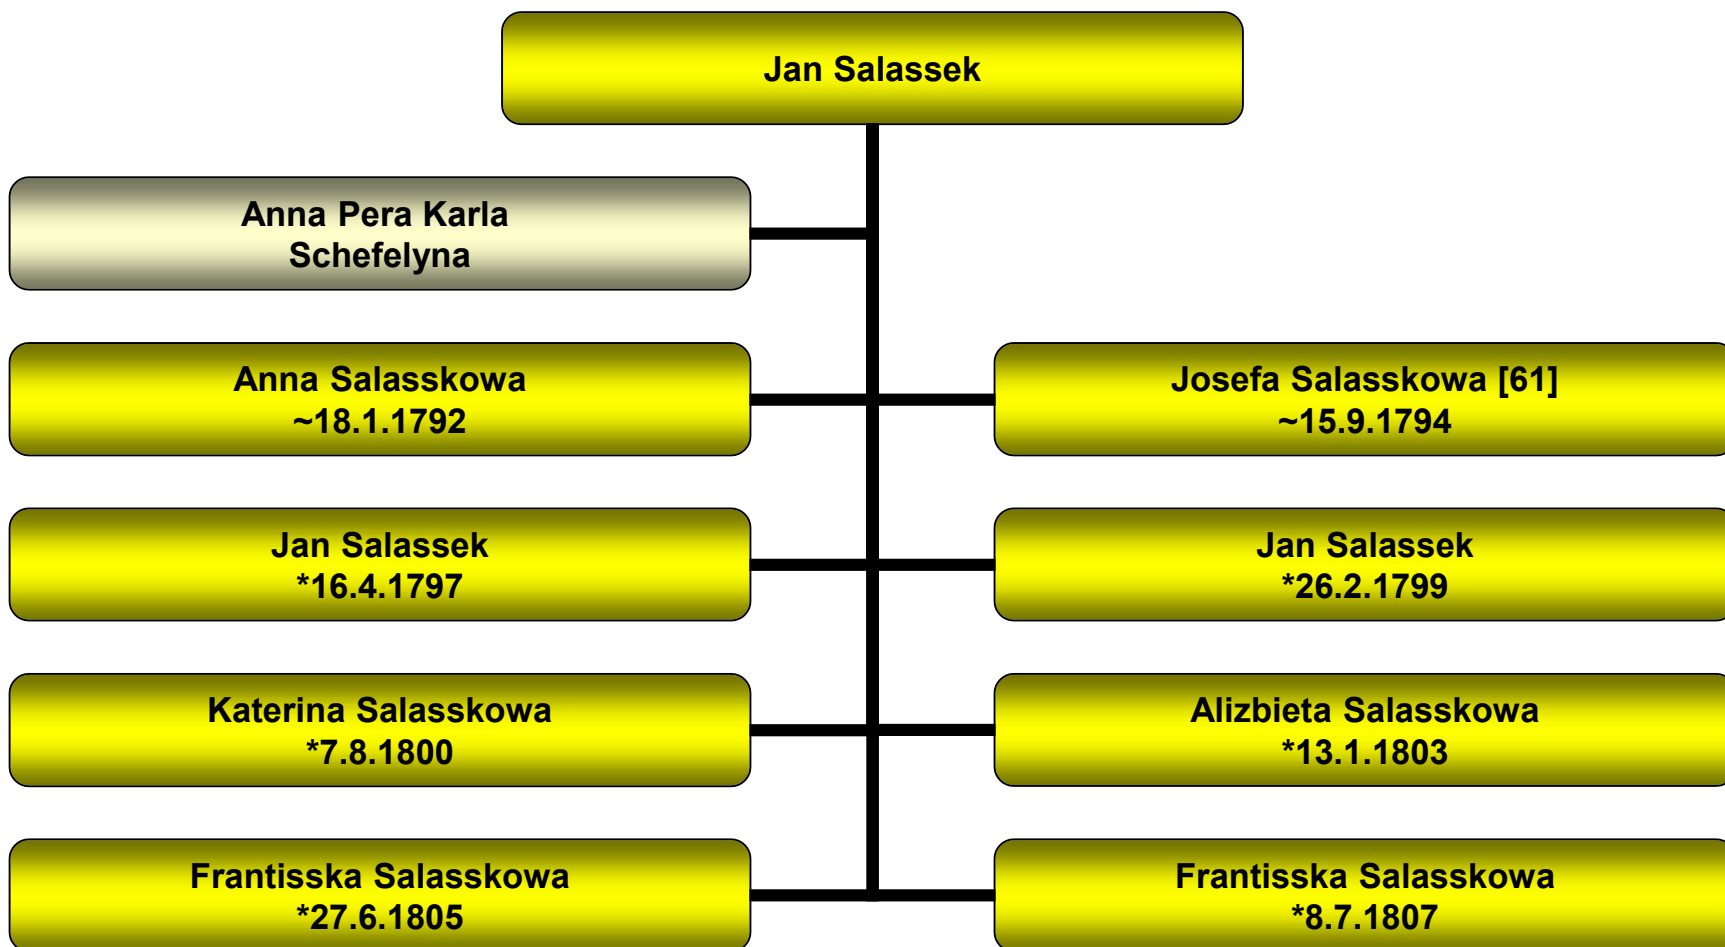 Jan Salassek
Anna Pera Karla
Schefelyna
Anna Salasskowa
~18.1.1792
Josefa Salasskowa [61]
~15.9.1794
Jan Salassek
*16.4.1797
Jan Salassek
*26.2.1799
Katerina Salasskowa
*7.8.1800
Alizbieta Salasskowa
*13.1.1803
Frantisska Salasskowa
*27.6.1805
Frantisska Salasskowa
*8.7.1807